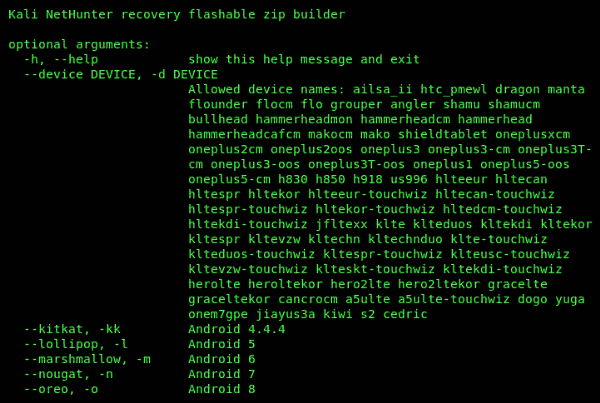 Kali NetHunter recovery flashable zip builder

optional arguments:
  -h, --help            show this help message and exit
  --device DEVICE, -d DEVICE
                        Allowed device names: ailsa_ii htc_pmewl dragon manta
                        flounder flocm flo grouper angler shamu shamucm
                        bullhead hammerheadmon hammerheadcm hammerhead
                        hammerheadcafcm makocm mako shieldtablet oneplusxcm
                        oneplus2cm oneplus2oos oneplus3 oneplus3-cm oneplus3T-
                        cm oneplus3-oos oneplus3T-oos oneplus1 oneplus5-oos
                        oneplus5-cm h830 h850 h918 us996 hlteeur hltecan
                        hltespr hltekor hlteeur-touchwiz hltecan-touchwiz
                        hltespr-touchwiz hltekor-touchwiz hltedcm-touchwiz
                        hltekdi-touchwiz jfltexx klte klteduos kltekdi kltekor
                        kltespr kltevzw kltechn kltechnduo klte-touchwiz
                        klteduos-touchwiz kltespr-touchwiz klteusc-touchwiz
                        kltevzw-touchwiz klteskt-touchwiz kltekdi-touchwiz
                        herolte heroltekor hero2lte hero2ltekor gracelte
                        graceltekor cancrocm a5ulte a5ulte-touchwiz dogo yuga
                        onem7gpe jiayus3a kiwi s2 cedric
  --kitkat, -kk         Android 4.4.4
  --lollipop, -l        Android 5
  --marshmallow, -m     Android 6
  --nougat, -n          Android 7
  --oreo, -o            Android 8